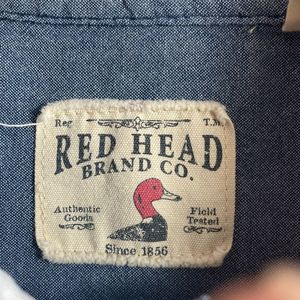 Reg T.M.
RED HEAD
BRAND CO.
Authentic Field
Goods Tested
Since 1856